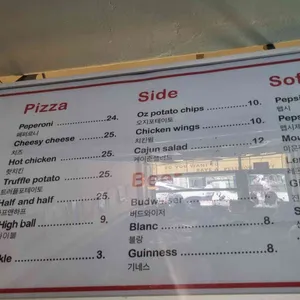 Pizza
Peperoni 24.
페퍼로니
Cheesy cheese 25.
치즈
Hot chicken 25.
핫치킨
Truffle potato 25.
트러플포테이토
Half and half 25.
High ball 9,
3.
Side
Oz potato chips 10.
오지포테이토
Chicken wings 10.
치킨윙
Cajun salad 12
케이준샐러드
Beer
Budweiser
버드와이저
Blanc 8.
블랑
Guinness 8.
기네스
Pepsi
펩시